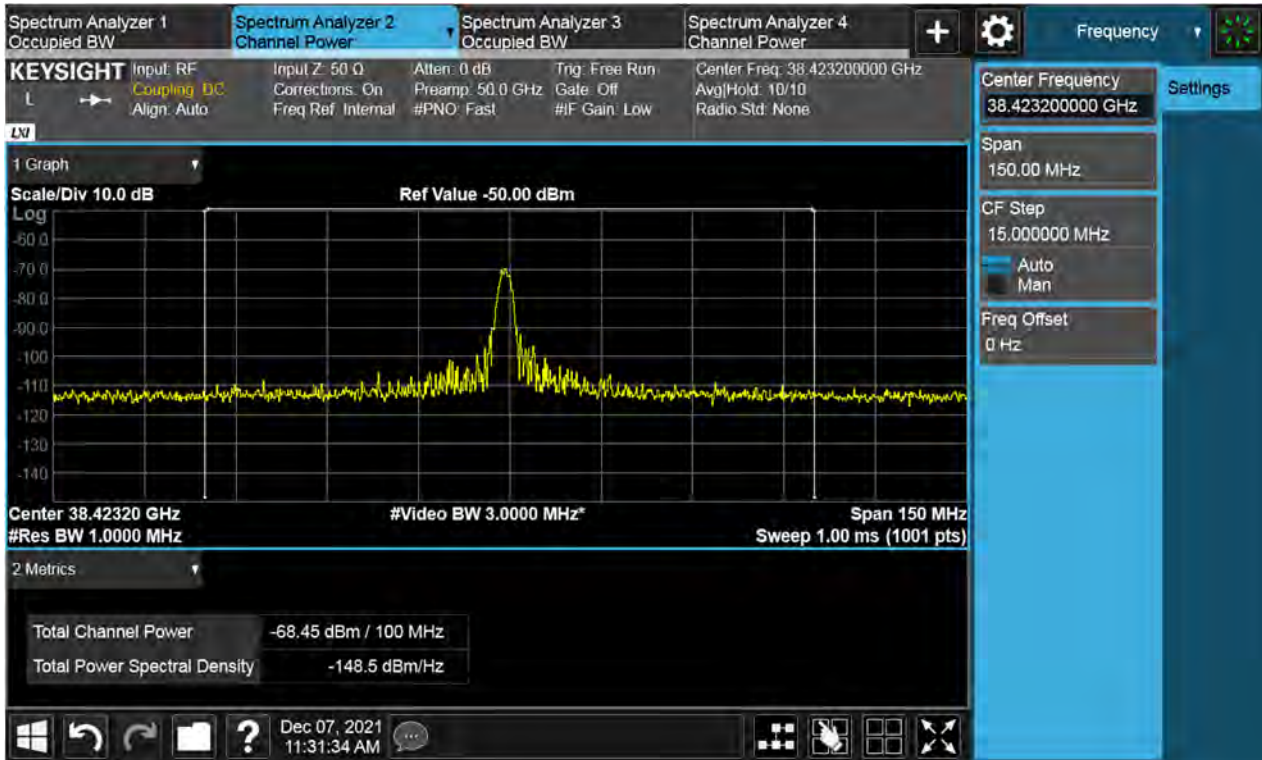 Spectrum Analyzer 1
Occupied BW
Spectrum Analyzer 2
Channel Power
Spectrum Analyzer 3
Occupied BW
Spectrum Analyzer 4
Channel Power
+
Frequency
KEYSIGHT
L
LXI
Input: RF
Coupling: DC
Align: Auto
Input Z: 50 Ω
Corrections: On
Freq Ref: Internal
Atten: 0 dB
Preamp: 50.0 GHz
#PNO: Fast
Trig: Free Run
Gate: Off
#IF Gain: Low
Center Freq: 38.423200000 GHz
Avg|Hold: 10/10
Radio Std: None
Center Frequency
38.423200000 GHz
Settings
Span
150.00 MHz
CF Step
15.000000 MHz
Auto
Man
Freq Offset
0 Hz
1 Graph
Scale/Div 10.0 dB
Ref Value -50.00 dBm
Log
-60.0
-70.0
-80.0
-90.0
-100
-110
-120
-130
-140
Center 38.42320 GHz
#Video BW 3.0000 MHz*
Span 150 MHz
#Res BW 1.0000 MHz
Sweep 1.00 ms (1001 pts)
2 Metrics
Total Channel Power
-68.45 dBm / 100 MHz
Total Power Spectral Density
-148.5 dBm/Hz
?
Dec 07, 2021
11:31:34 AM